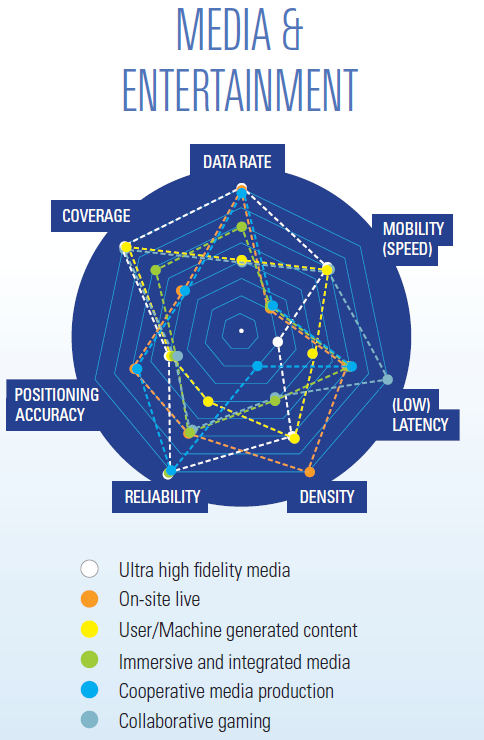 MEDIA &
ENTERTAINMENT
DATA RATE
COVERAGE
MOBILITY
(SPEED)
POSITIONING
ACCURACY
(LOW)
LATENCY
RELIABILITY
DENSITY
Ultra high fidelity media
On-site live
User/Machine generated content
Immersive and integrated media
Cooperative media production
Collaborative gaming